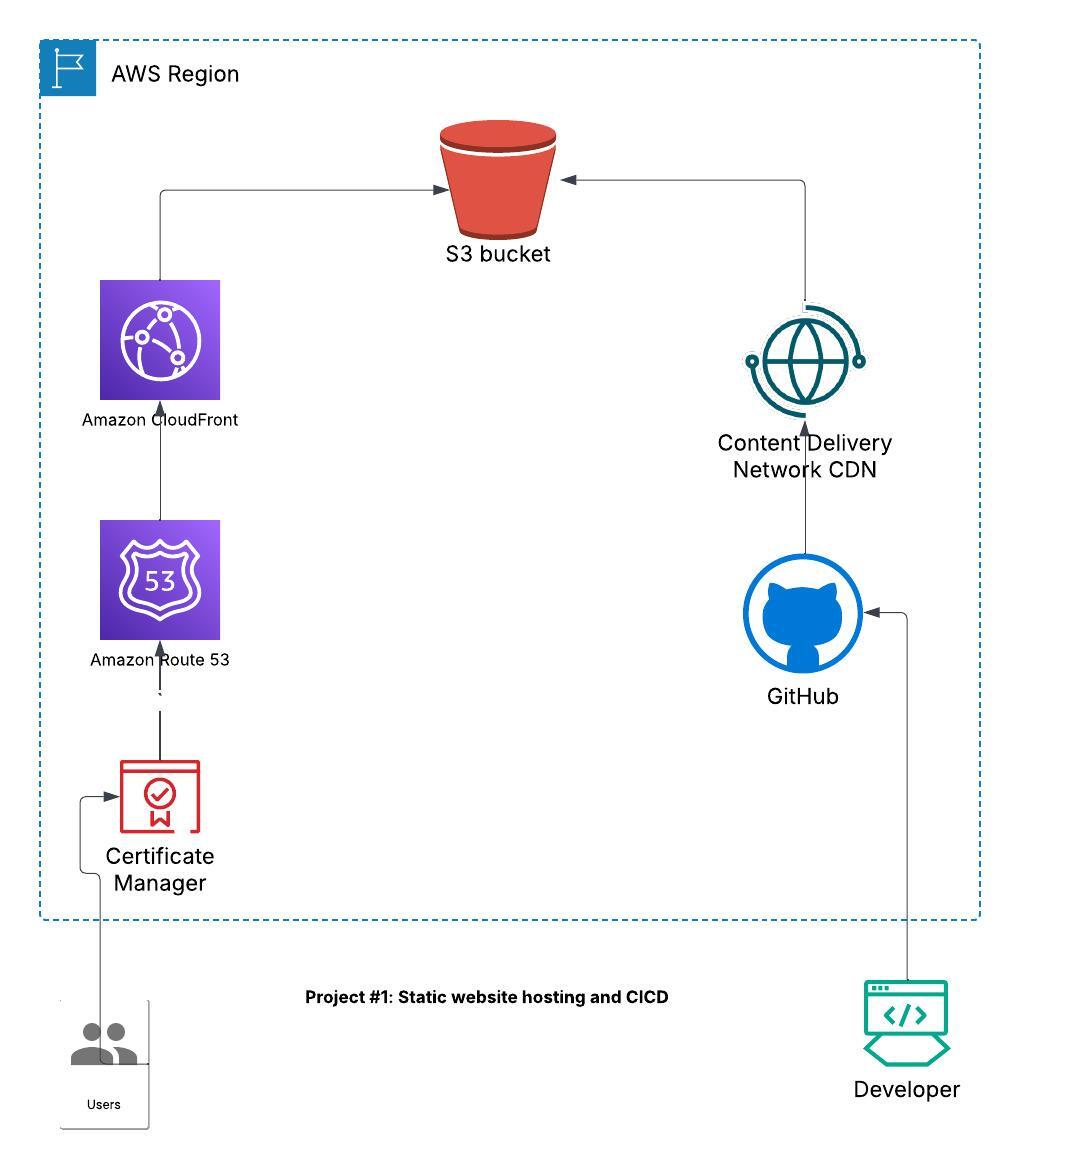 AWS Region
S3 bucket
Amazon CloudFront
Content Delivery
Network CDN
53
Amazon Route 53
GitHub
Certificate
Manager
Project #1: Static website hosting and CICD
Users
Developer